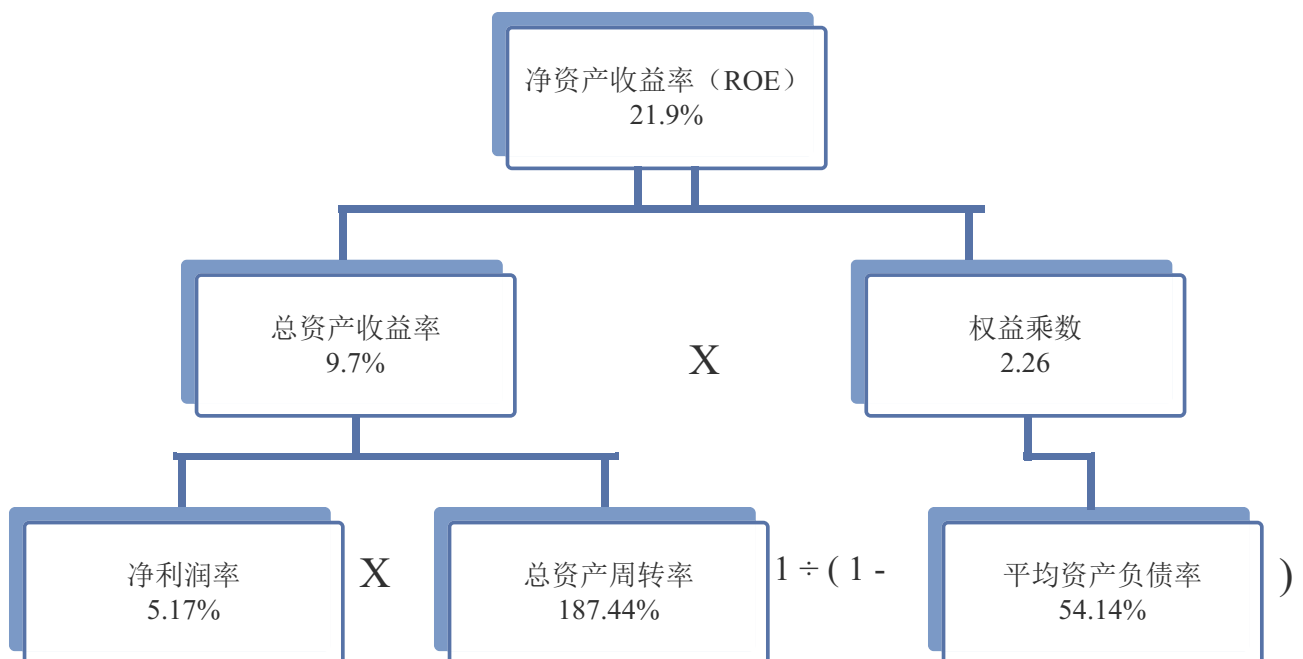 净资产收益率（ROE）
21.9%
总资产收益率
9.7%
X
权益乘数
2.26
净利润率
5.17%
X
总资产周转率
187.44%
1 ÷ ( 1 -
平均资产负债率
54.14%
)